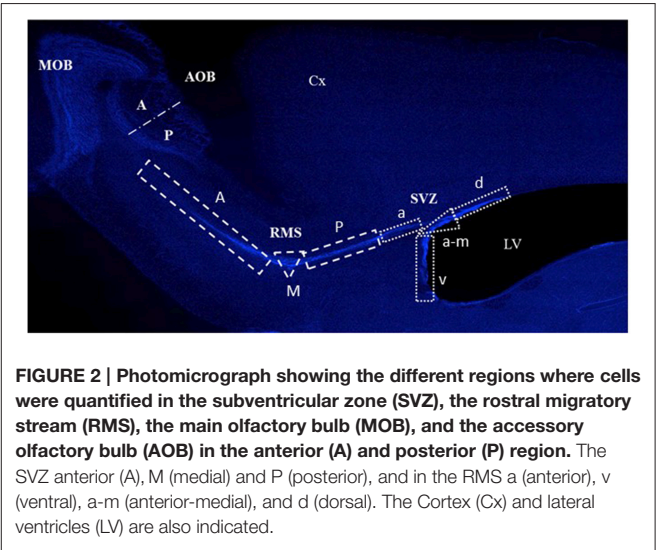 MOB
AOB
Cx
A
P
A
RMS
P
a
SVZ
d
a-m
LV
M
v
FIGURE 2 | Photomicrograph showing the different regions where cells
were quantified in the subventricular zone (SVZ), the rostral migratory
stream (RMS), the main olfactory bulb (MOB), and the accessory
olfactory bulb (AOB) in the anterior (A) and posterior (P) region. The
SVZ anterior (A), M (medial) and P (posterior), and in the RMS a (anterior), v
(ventral), a-m (anterior-medial), and d (dorsal). The Cortex (Cx) and lateral
ventricles (LV) are also indicated.